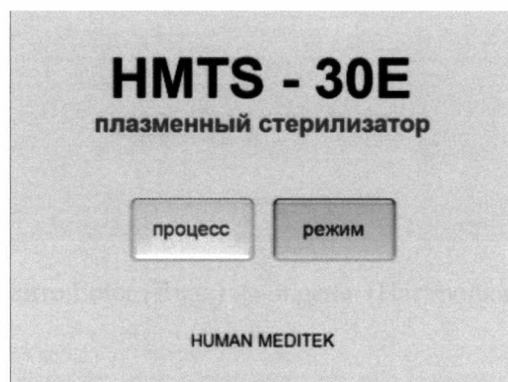 HMTS - 30E
плазменный стерилизатор
процесс режим
HUMAN MEDITEK